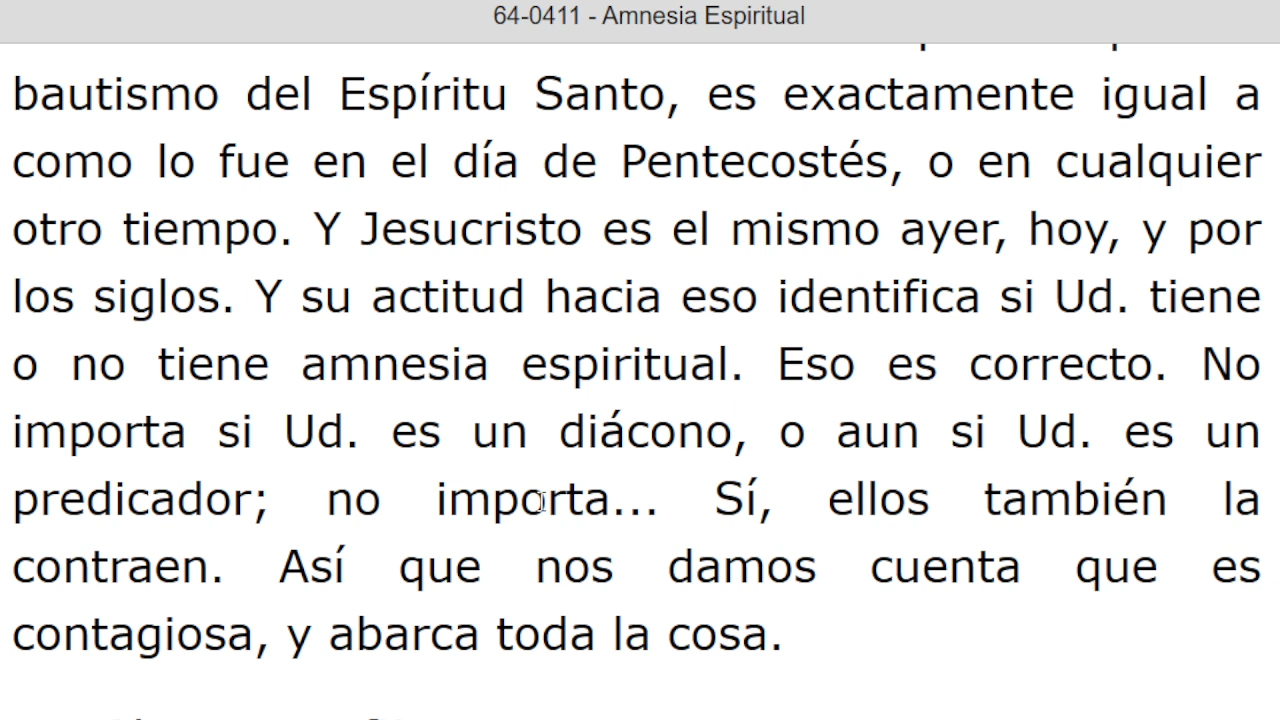 64-0411 - Amnesia Espiritual
bautismo del Espíritu Santo, es exactamente igual a
como lo fue en el día de Pentecostés, o en cualquier
otro tiempo. Y Jesucristo es el mismo ayer, hoy, y por
los siglos. Y su actitud hacia eso identifica si Ud. tiene
o no tiene amnesia espiritual. Eso es correcto. No
importa si Ud. es un diácono, o aun si Ud. es un
predicador; no importa... Sí, ellos también la
contraen. Así que nos damos cuenta que es
contagiosa, y abarca toda la cosa.